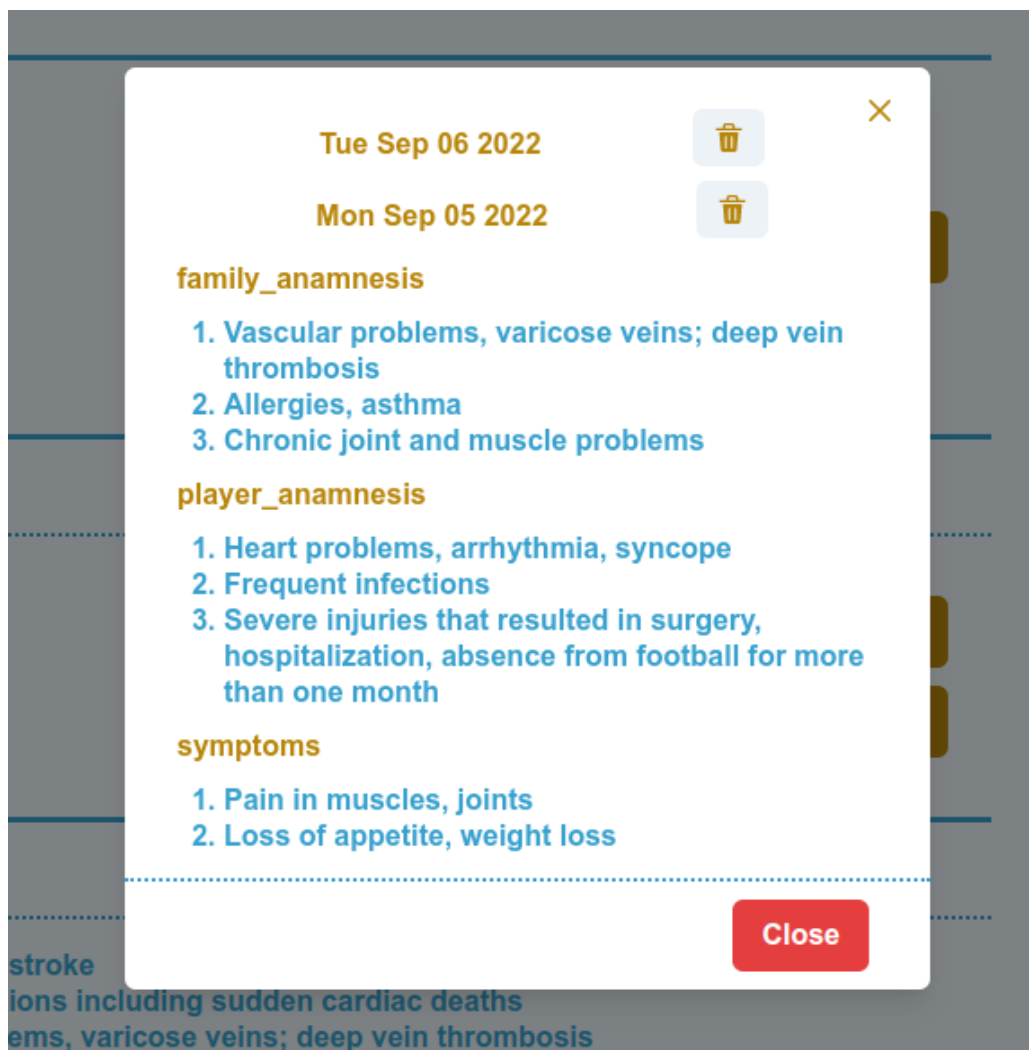 Tue Sep 06 2022
Mon Sep 05 2022
family_anamnesis
1. Vascular problems, varicose veins; deep vein
thrombosis
2. Allergies, asthma
3. Chronic joint and muscle problems
player_anamnesis
1. Heart problems, arrhythmia, syncope
2. Frequent infections
3. Severe injuries that resulted in surgery,
hospitalization, absence from football for more
than one month
symptoms
1. Pain in muscles, joints
2. Loss of appetite, weight loss
Close
stroke
ions including sudden cardiac deaths
ems, varicose veins; deep vein thrombosis